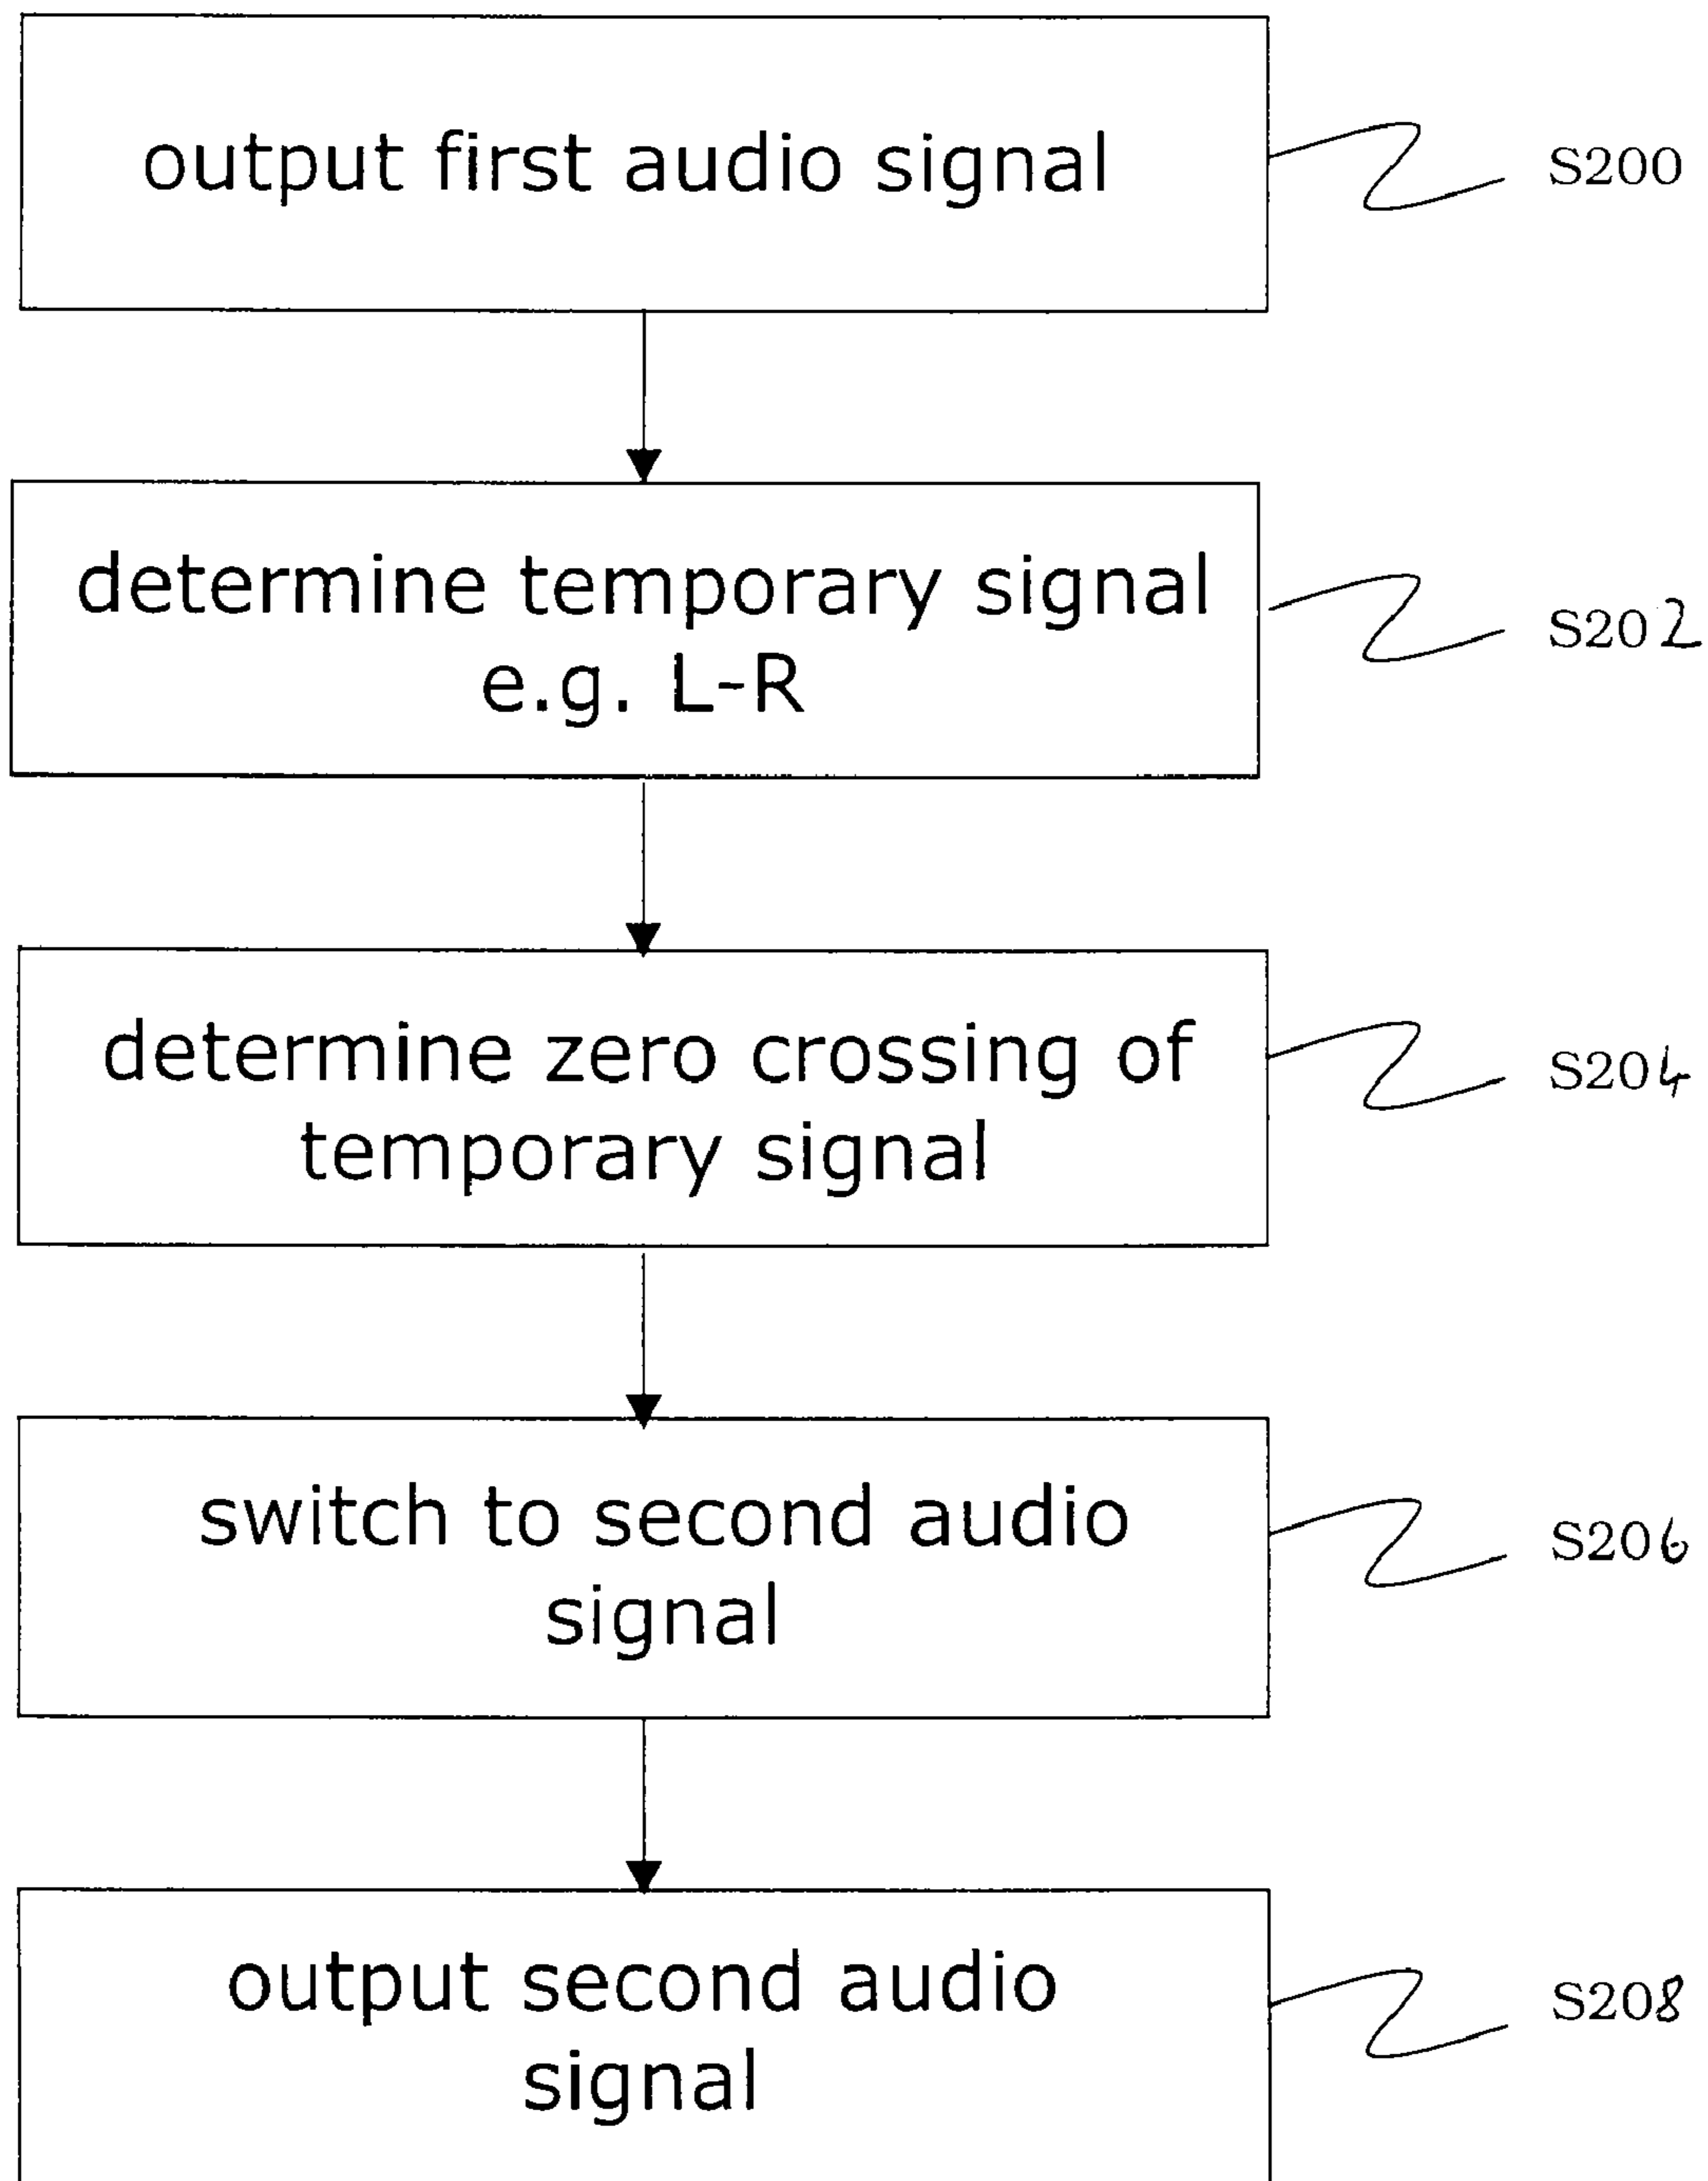 output first audio signal
S200
determine temporary signal
e.g. L-R
S202
determine zero crossing of
temporary signal
S204
switch to second audio
signal
S206
output second audio
signal
S208